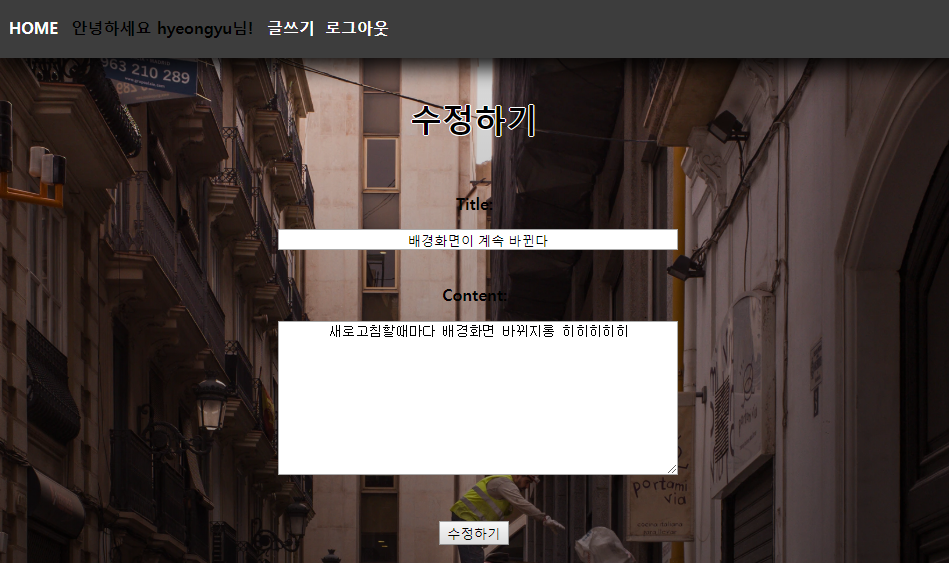 HOME 안녕하세요 hyeongyu님! 글쓰기 로그아웃
963 210 289
수정하기
Title:
배경화면이 계속 바뀐다
Content:
새로고침할때마다 배경화면 바뀌지롱 히히히히히
portami
via
수정하기